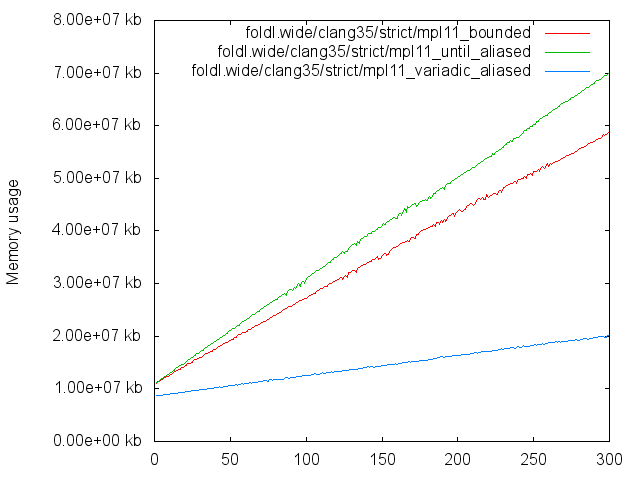 8.00e+07 kb
foldl.wide/clang35/strict/mpl11_bounded
foldl.wide/clang35/strict/mpl11_until_aliased
foldl.wide/clang35/strict/mpl11_variadic_aliased
7.00e+07 kb
6.00e+07 kb
5.00e+07 kb
4.00e+07 kb
3.00e+07 kb
2.00e+07 kb
1.00e+07 kb
0.00e+00 kb
Memory usage
0 50 100 150 200 250 300